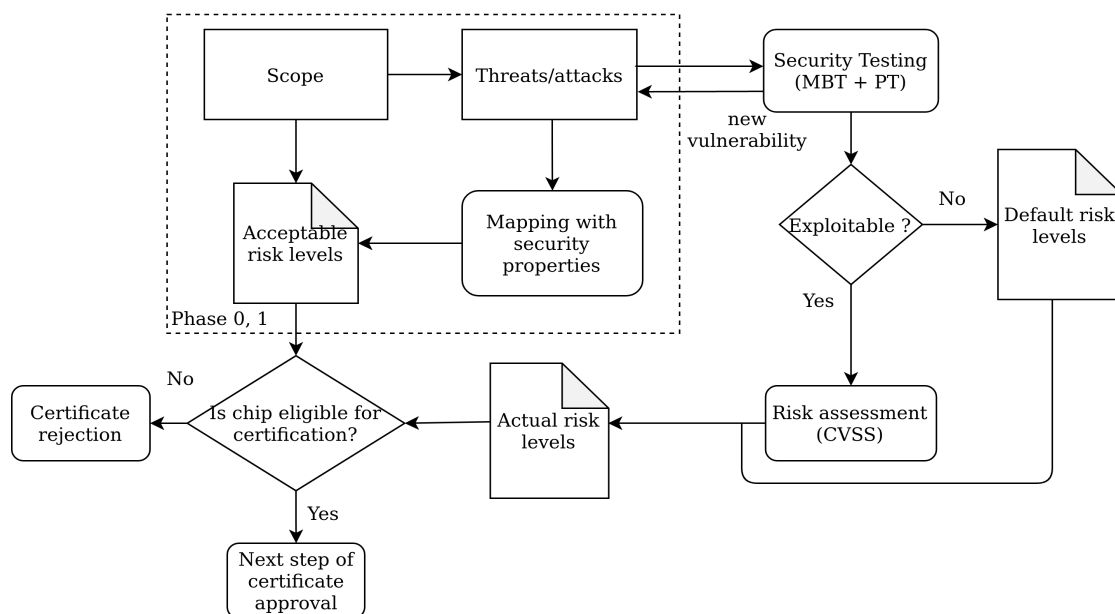 Scope
Threats/attacks
Security Testing
(MBT + PT)
new
vulnerability
Acceptable
risk levels
Mapping with
security
properties
Exploitable ?
No
Default risk
levels
Phase 0, 1
Yes
No
Certificate
rejection
Is chip eligible for
certification?
Actual risk
levels
Risk assessment
(CVSS)
Yes
Next step of
certificate
approval